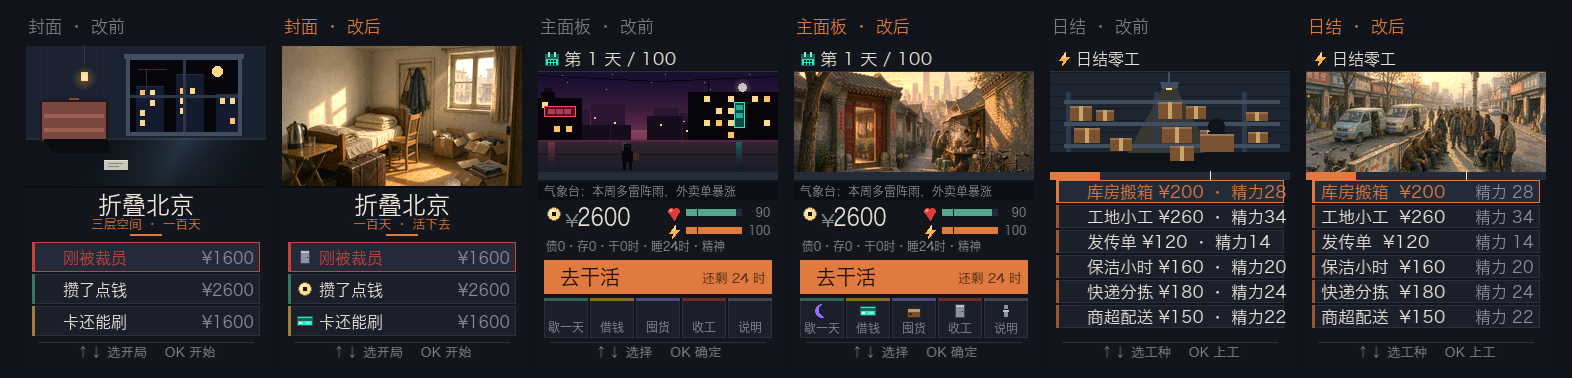 封面 · 改前
折叠北京
三层空间 · 一百天
刚被裁员 ¥1600
攒了点钱 ¥2600
卡还能刷 ¥1600
↑↓ 选开局 OK 开始
封面 · 改后
折叠北京
一百天 · 活下去
刚被裁员 ¥1600
攒了点钱 ¥2600
卡还能刷 ¥1600
↑↓ 选开局 OK 开始
主面板 · 改前
第 1 天 / 100
气象台: 本周多雷阵雨, 外卖单暴涨
¥2600
90
100
债0 · 存0 · 干0时 · 睡24时 · 精神
去干活 还剩 24 时
歇一天 借钱 囤货 收工 说明
↑↓ 选择 OK 确定
主面板 · 改后
第 1 天 / 100
气象台: 本周多雷阵雨, 外卖单暴涨
¥2600
90
100
债0 · 存0 · 干0时 · 睡24时 · 精神
去干活 还剩 24 时
歇一天 借钱 囤货 收工 说明
↑↓ 选择 OK 确定
日结 · 改前
日结零工
库房搬箱 ¥200 · 精力28
工地小工 ¥260 · 精力34
发传单 ¥120 · 精力14
保洁小时 ¥160 · 精力20
快递分拣 ¥180 · 精力24
商超配送 ¥150 · 精力22
↑↓ 选工种 OK 上工
日结 · 改后
日结零工
库房搬箱 ¥200 精力 28
工地小工 ¥260 精力 34
发传单 ¥120 精力 14
保洁小时 ¥160 精力 20
快递分拣 ¥180 精力 24
商超配送 ¥150 精力 22
↑↓ 选工种 OK 上工